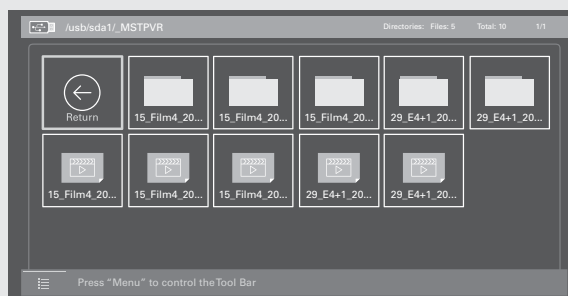 /usb/sda1/_MSTPVR Directories: Files: 5 Total: 10 1/1
Return 15_Film4_20... 15_Film4_20... 15_Film4_20... 29_E4+1_20... 29_E4+1_20...
15_Film4_20... 15_Film4_20... 15_Film4_20... 29_E4+1_20... 29_E4+1_20...
Press "Menu" to control the Tool Bar